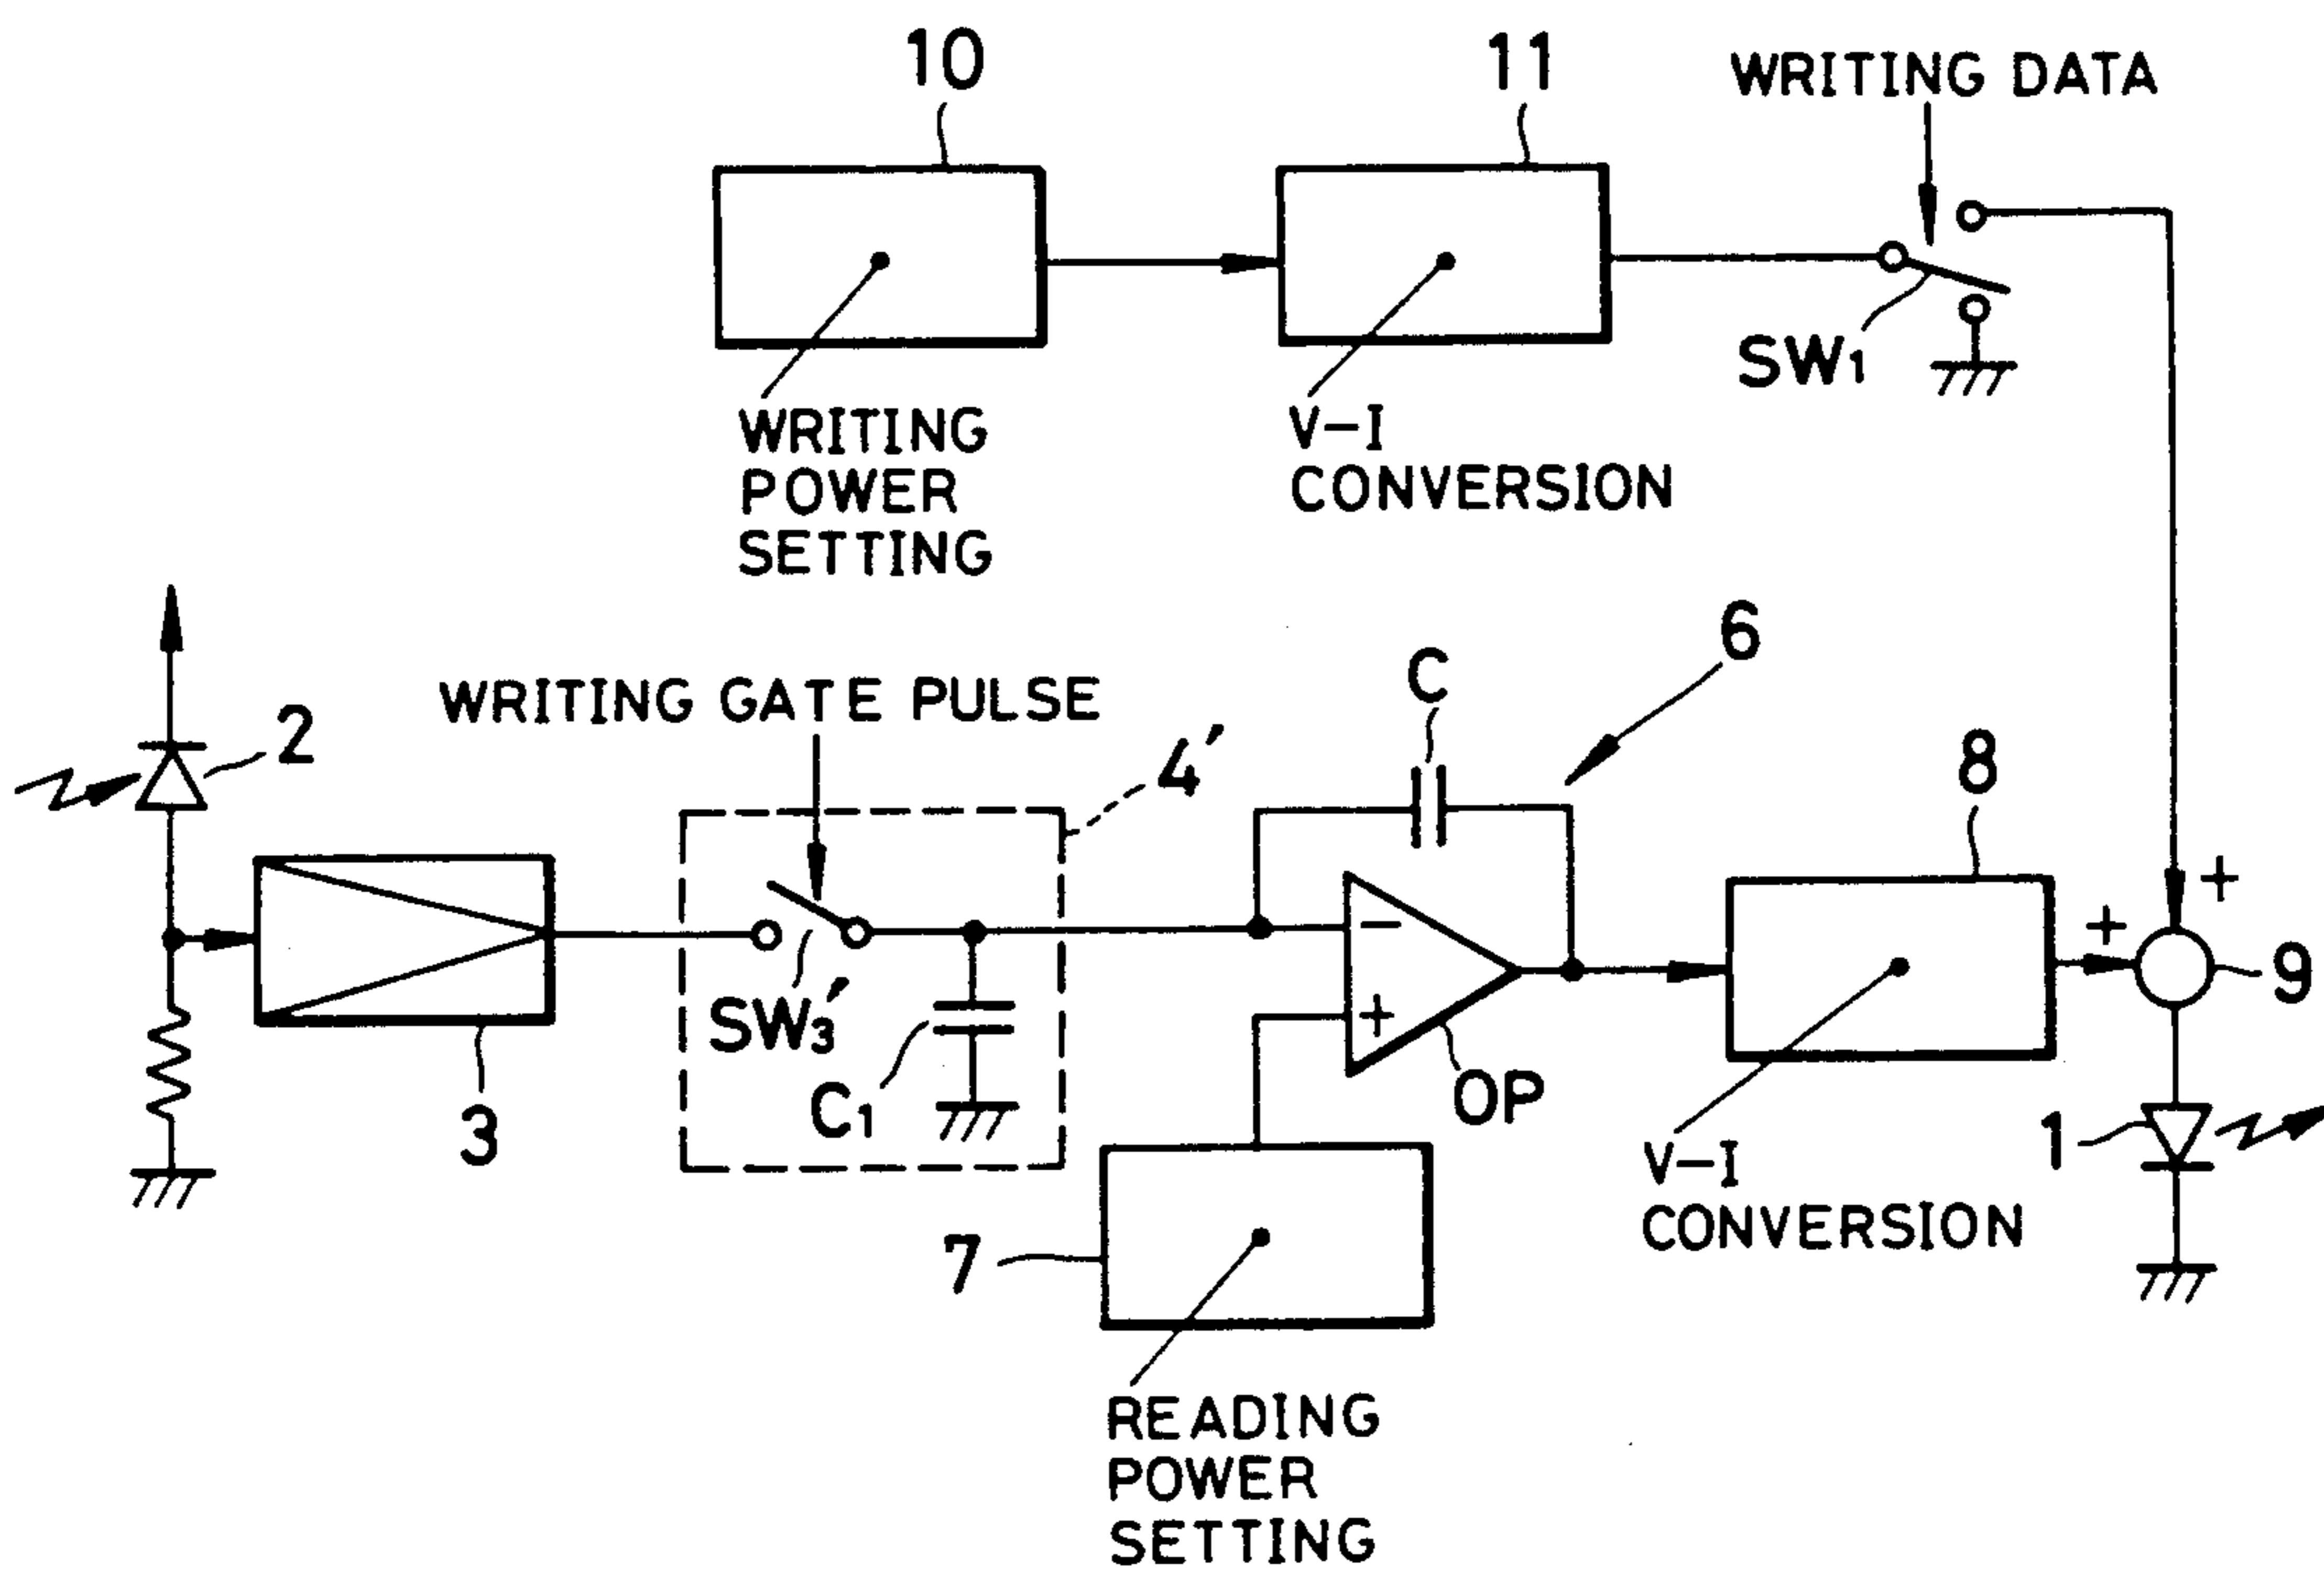 10
11
WRITING DATA
SW1
WRITING
POWER
SETTING
V-I
CONVERSION
6
C
WRITING GATE PULSE
2
4′
8
+
+
9
−
+
SW3′
C1
3
OP
1
V-I
CONVERSION
7
READING
POWER
SETTING